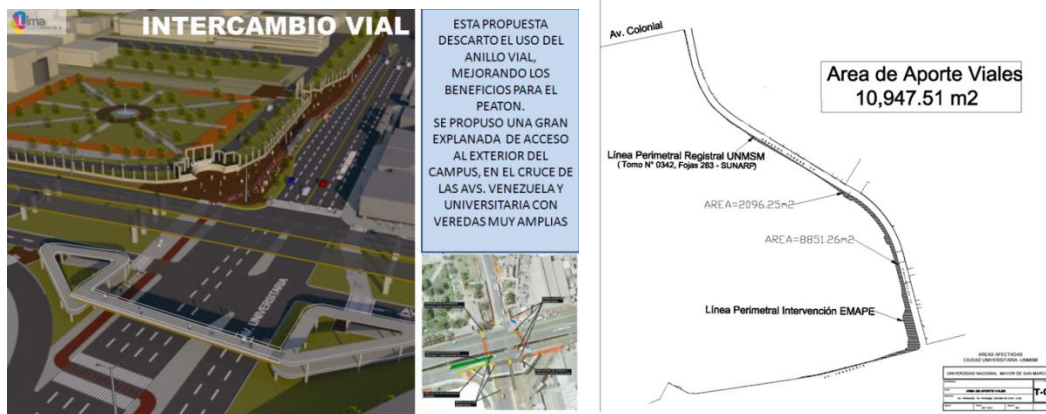 Lima
INTERCAMBIO VIAL
AV. UNIVERSITARIA
ESTA PROPUESTA
DESCARTO EL USO DEL
ANILLO VIAL,
MEJORANDO LOS
BENEFICIOS PARA EL
PEATON.
SE PROPUSO UNA GRAN
EXPLANADA DE ACCESO
AL EXTERIOR DEL
CAMPUS, EN EL CRUCE DE
LAS AVS. VENEZUELA Y
UNIVERSITARIA CON
VEREDAS MUY AMPLIAS
Av. Colonial
Area de Aporte Viales
10,947.51 m2
Línea Perimetral Registral UNMSM
(Tomo N° 0342, Fojas 263 - SUNARP)
AREA=2096.25m2
AREA=8851.26m2
Línea Perimetral Intervención EMAPE
AREAS AFECTADAS
CIUDAD UNIVERSITARIA -UNMSM
UNIVERSIDAD NACIONAL MAYOR DE SAN MARCOS
AREA DE APORTE VIALES